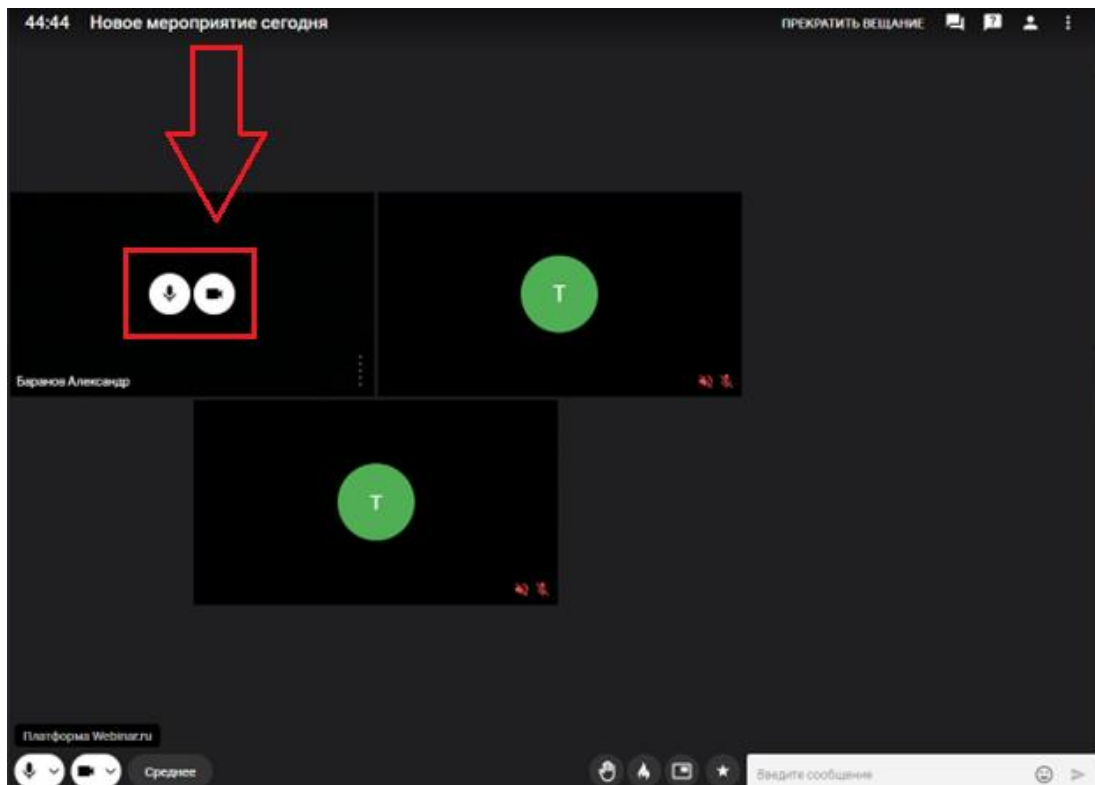 44:44 Новое мероприятие сегодня
ПРЕКРАТИТЬ ВЕЩАНИЕ
?
T
Баранов Александр
T
Платформа Webinar.ru
Среднее
Введите сообщение